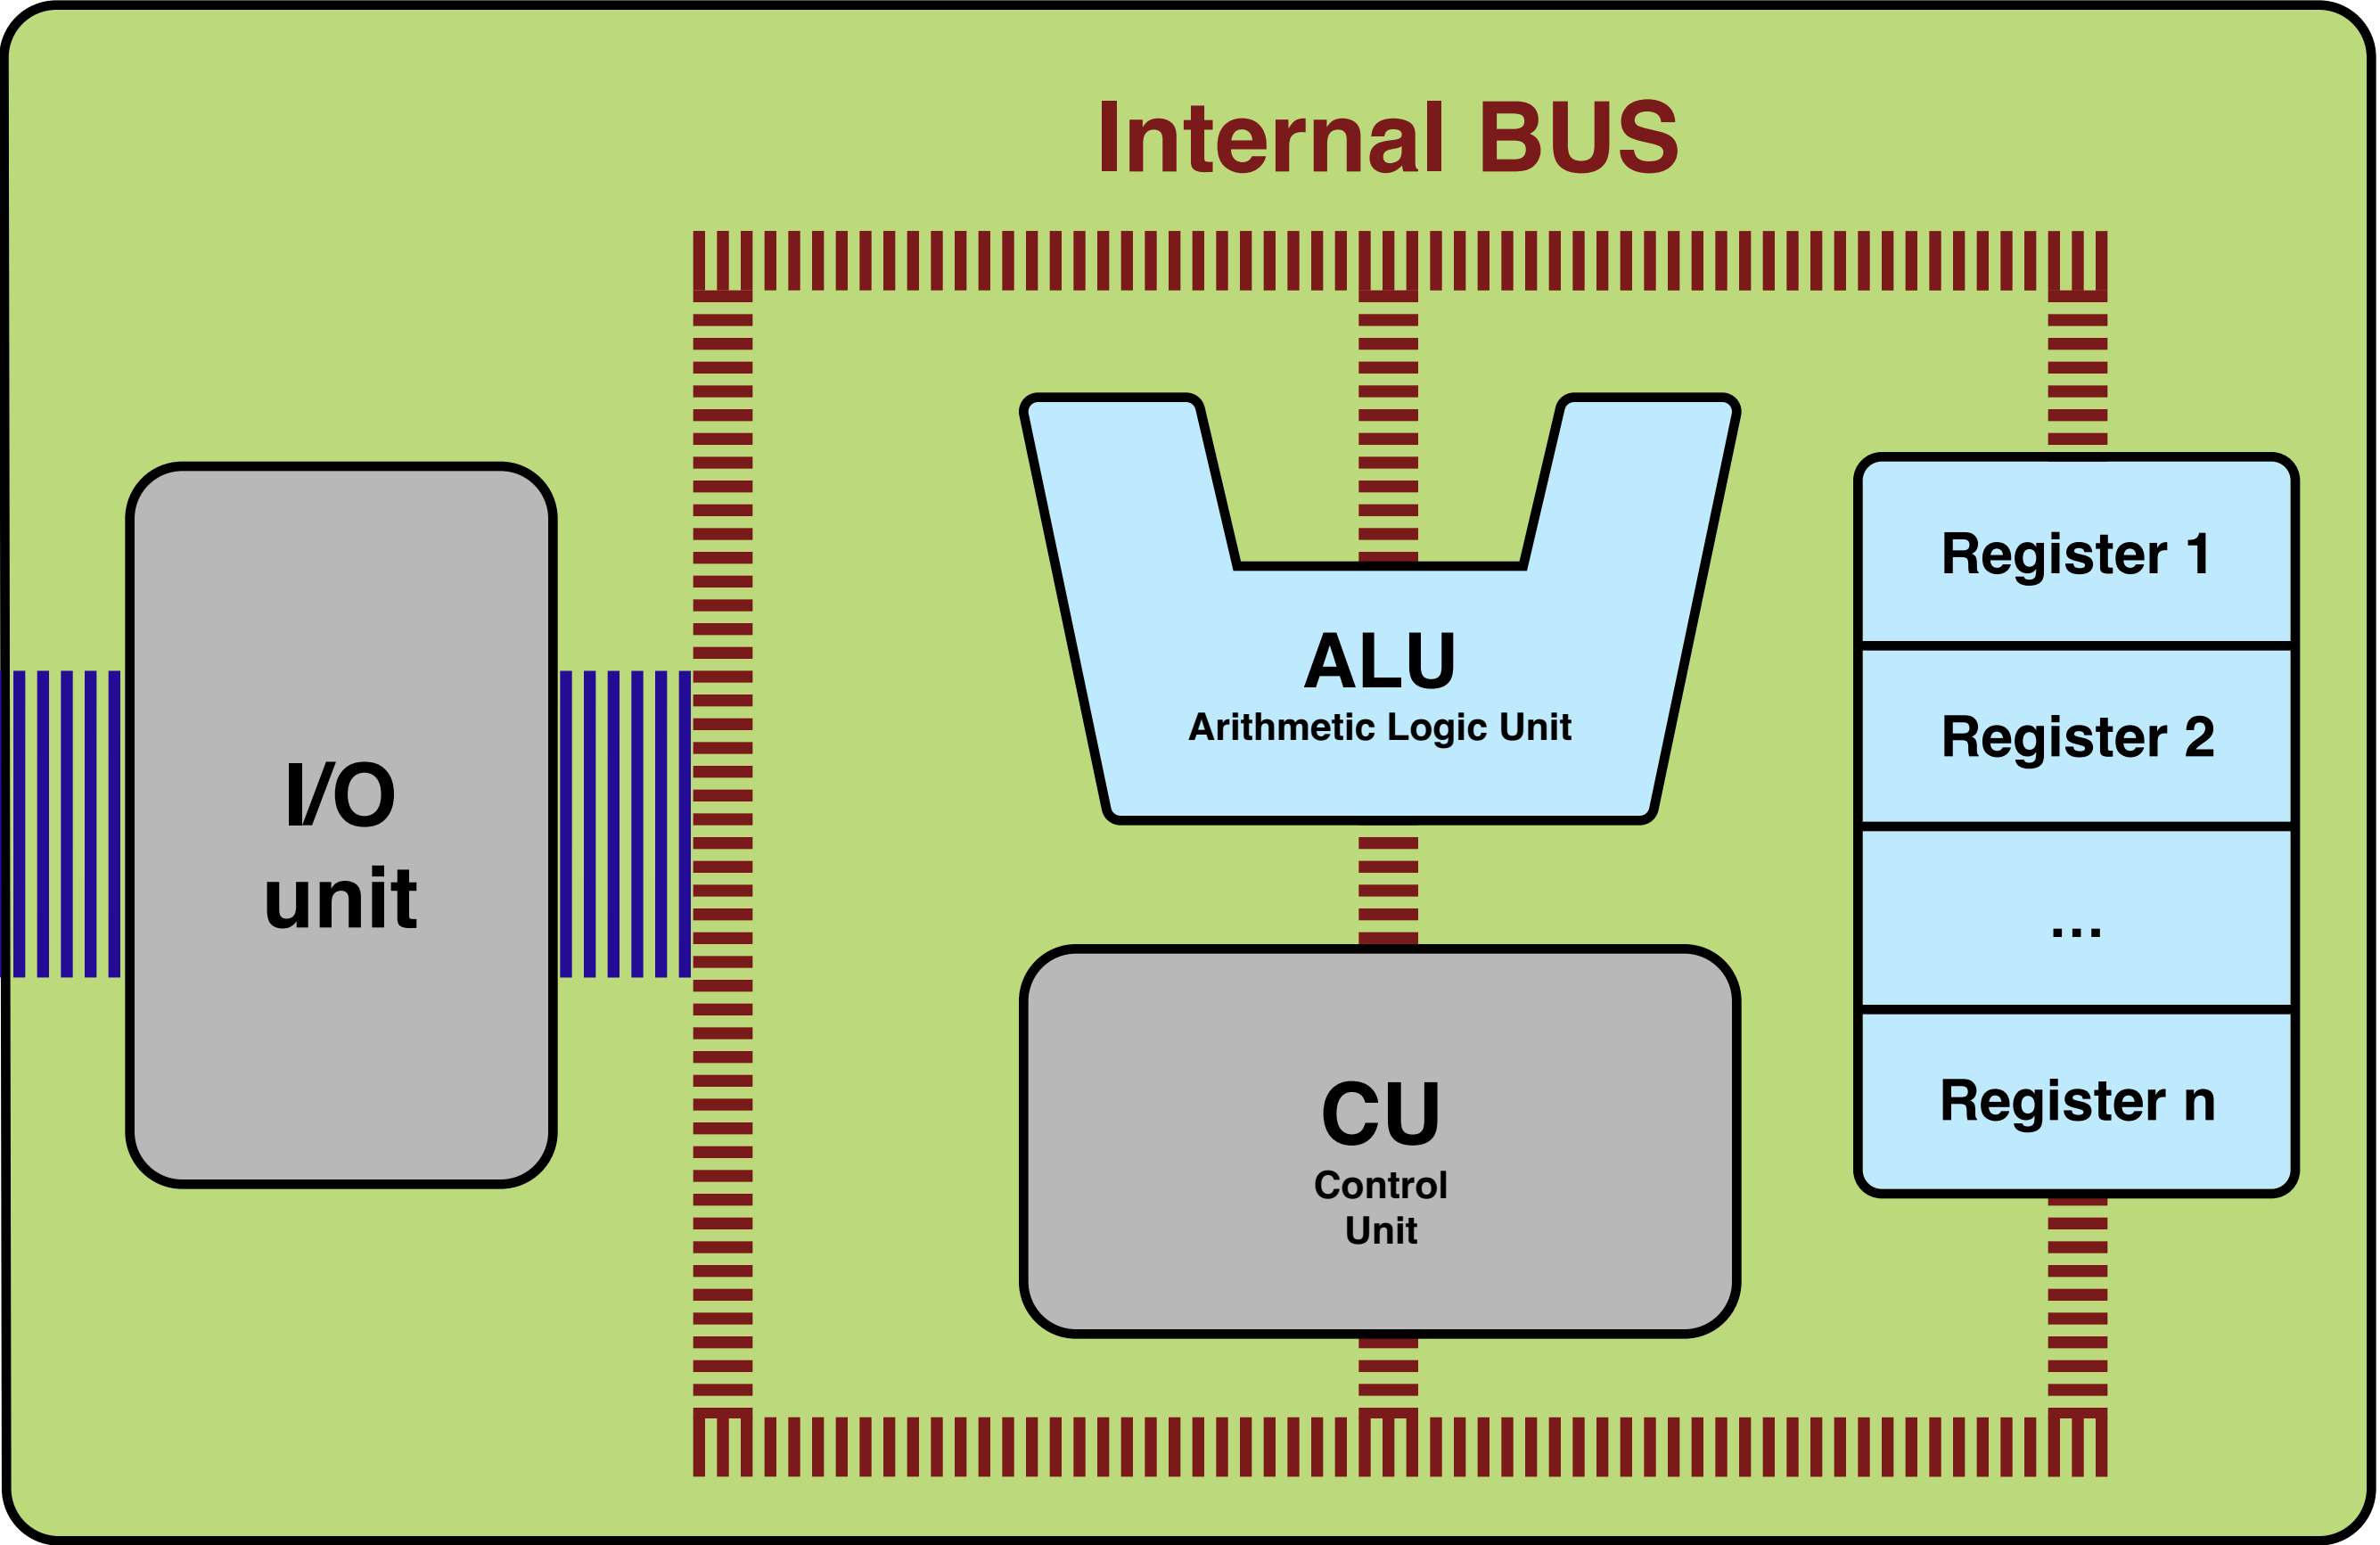 Internal BUS
I/O
unit
ALU
Arithmetic Logic Unit
CU
Control
Unit
Register 1
Register 2
...
Register n